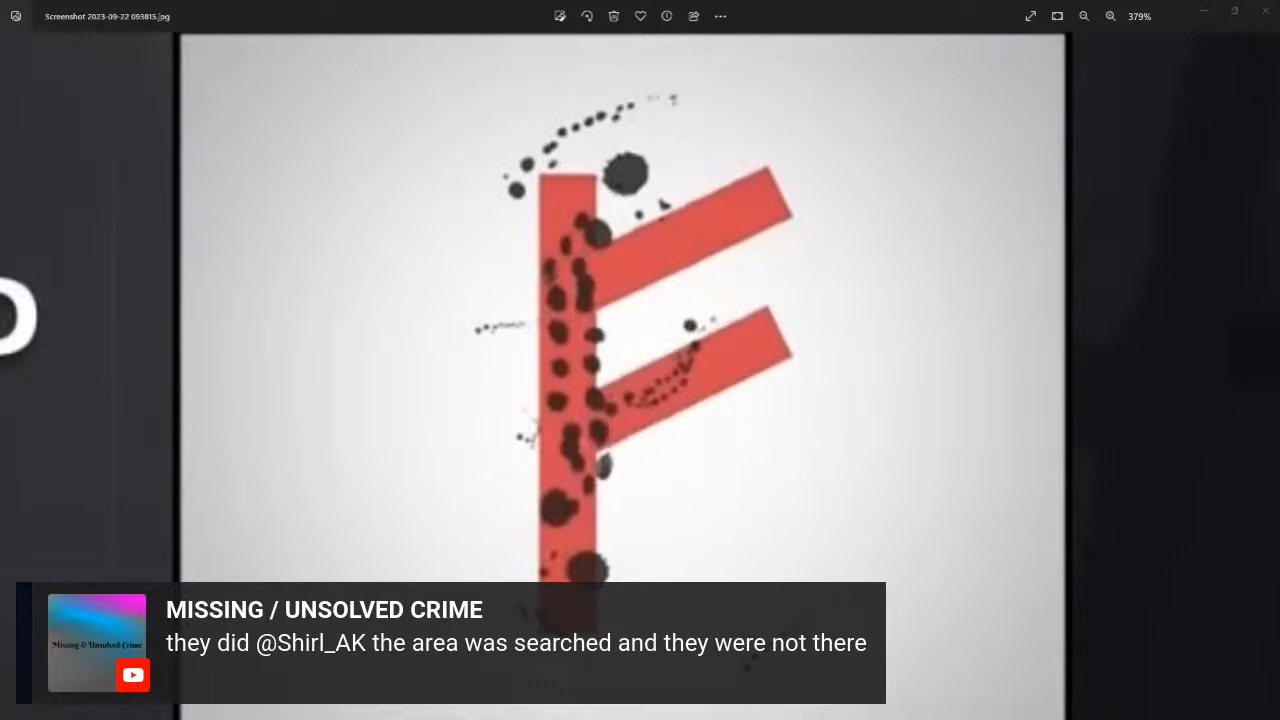 Screenshot 2023-09-22 093815.jpg
379%
MISSING / UNSOLVED CRIME
they did @Shirl_AK the area was searched and they were not there
Missing & Unsolved Crime